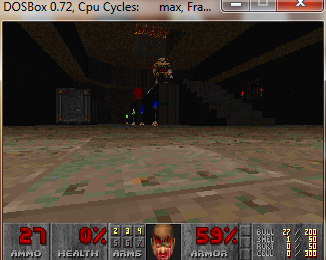 DOSBox 0.72, Cpu Cycles: max, Fra...
27 0% 2 3 4 59% BULL 27 / 200
5 6 7 SHEL 1 / 50
RCKT 0 / 50
AMMO HEALTH ARMS ARMOR CELL 0 / 300